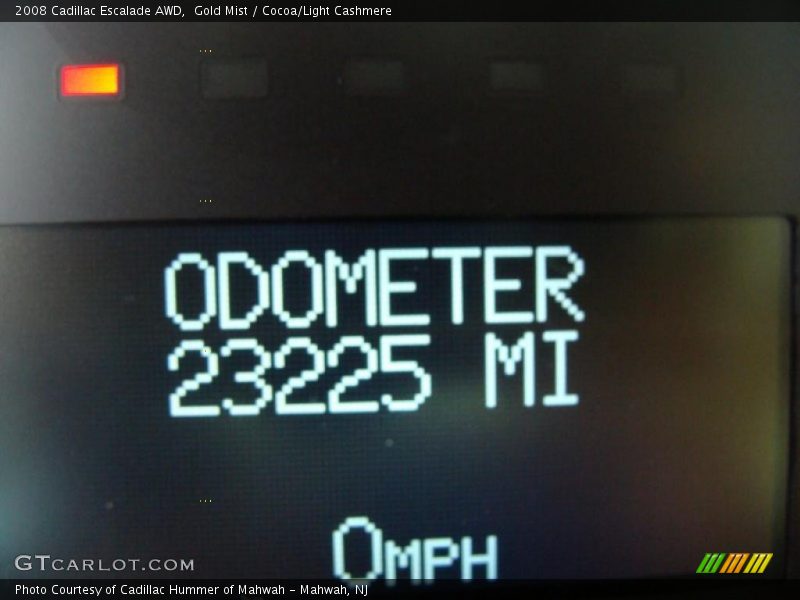 2008 Cadillac Escalade AWD,  Gold Mist / Cocoa/Light Cashmere
ODOMETER
23225 MI
0MPH
GTCARLOT.COM
Photo Courtesy of Cadillac Hummer of Mahwah - Mahwah, NJ